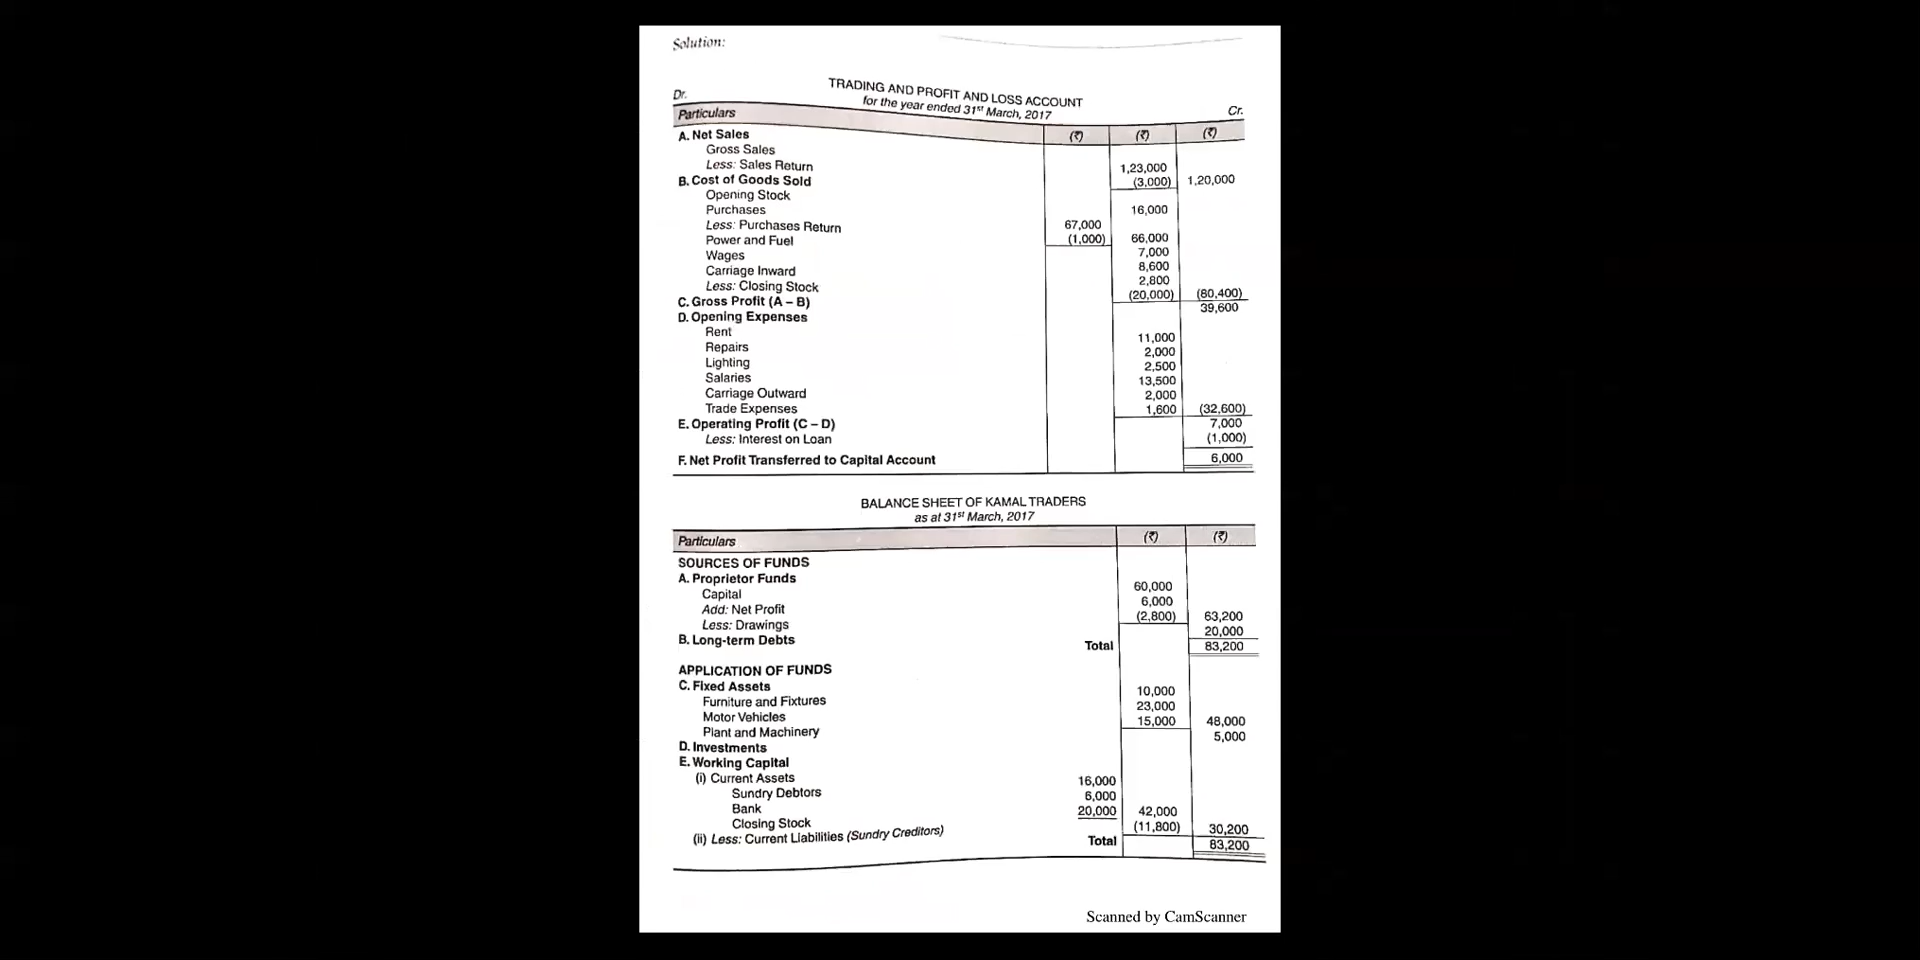 Solution:
TRADING AND PROFIT AND LOSS ACCOUNT
Dr. for the year ended 31st March, 2017 Cr.
Particulars (₹) (₹) (₹)
A. Net Sales
Gross Sales 1,23,000
Less: Sales Return (3,000) 1,20,000
B. Cost of Goods Sold
Opening Stock 16,000
Purchases 67,000
Less: Purchases Return (1,000) 66,000
Power and Fuel 7,000
Wages 8,600
Carriage Inward 2,800
Less: Closing Stock (20,000) (80,400)
C. Gross Profit (A – B) 39,600
D. Opening Expenses
Rent 11,000
Repairs 2,000
Lighting 2,500
Salaries 13,500
Carriage Outward 2,000
Trade Expenses 1,600 (32,600)
E. Operating Profit (C – D) 7,000
Less: Interest on Loan (1,000)
F. Net Profit Transferred to Capital Account 6,000
BALANCE SHEET OF KAMAL TRADERS
as at 31st March, 2017
Particulars (₹) (₹)
SOURCES OF FUNDS
A. Proprietor Funds
Capital 60,000
Add: Net Profit 6,000
Less: Drawings (2,800) 63,200
B. Long-term Debts 20,000
Total 83,200
APPLICATION OF FUNDS
C. Fixed Assets
Furniture and Fixtures 10,000
Motor Vehicles 23,000
Plant and Machinery 15,000 48,000
D. Investments 5,000
E. Working Capital
(i) Current Assets
Sundry Debtors 16,000
Bank 6,000
Closing Stock 20,000 42,000
(ii) Less: Current Liabilities (Sundry Creditors) (11,800) 30,200
Total 83,200
Scanned by CamScanner